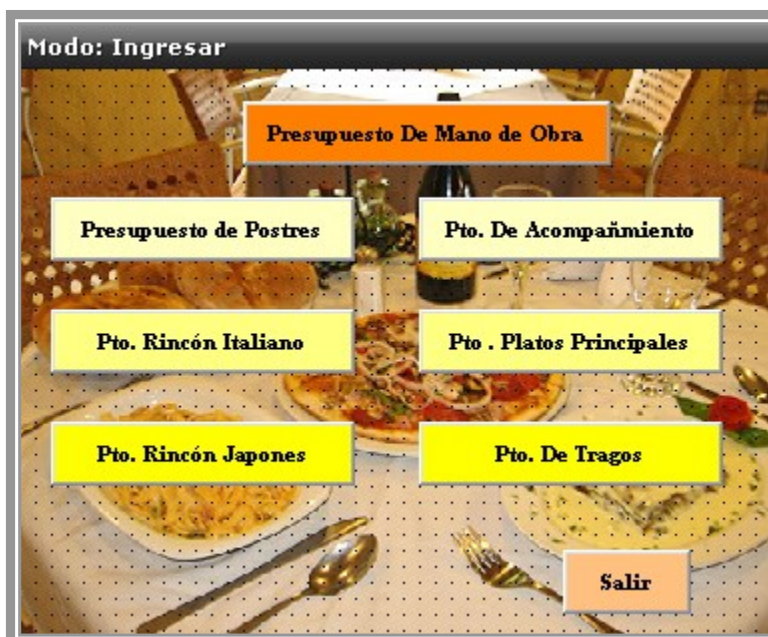 Modo: Ingresar
Presupuesto De Mano de Obra
Presupuesto de Postres
Pto. De Acompañmiento
Pto. Rincón Italiano
Pto . Platos Principales
Pto. Rincón Japones
Pto. De Tragos
Salir